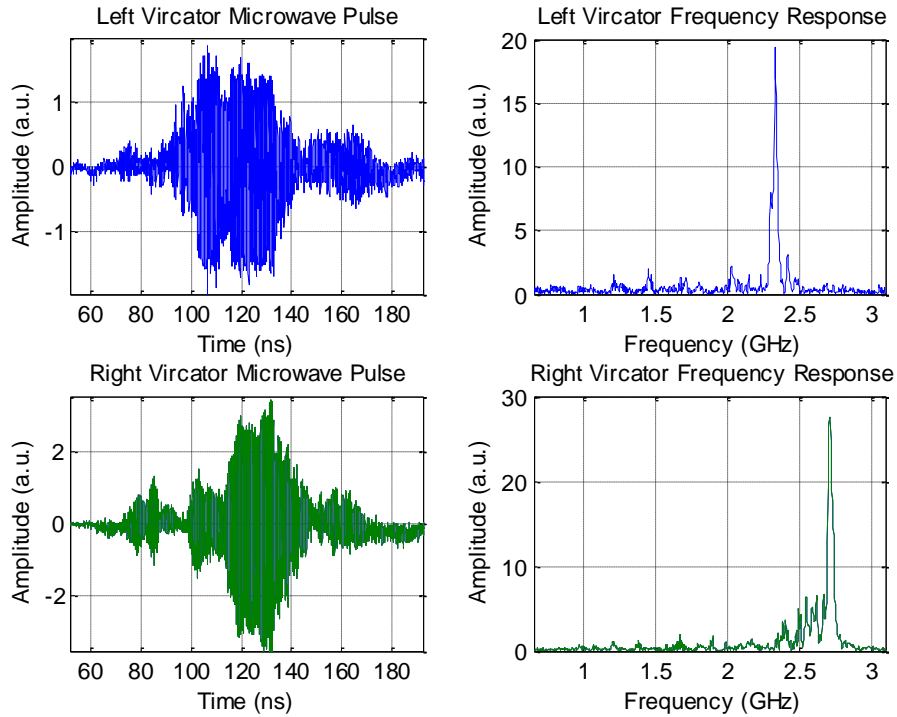 Left Vircator Microwave Pulse
Amplitude (a.u.)
1
0
-1
60 80 100 120 140 160 180
Time (ns)
Left Vircator Frequency Response
Amplitude (a.u.)
20
15
10
5
0
1 1.5 2 2.5 3
Frequency (GHz)
Right Vircator Microwave Pulse
Amplitude (a.u.)
2
0
-2
60 80 100 120 140 160 180
Time (ns)
Right Vircator Frequency Response
Amplitude (a.u.)
30
20
10
0
1 1.5 2 2.5 3
Frequency (GHz)